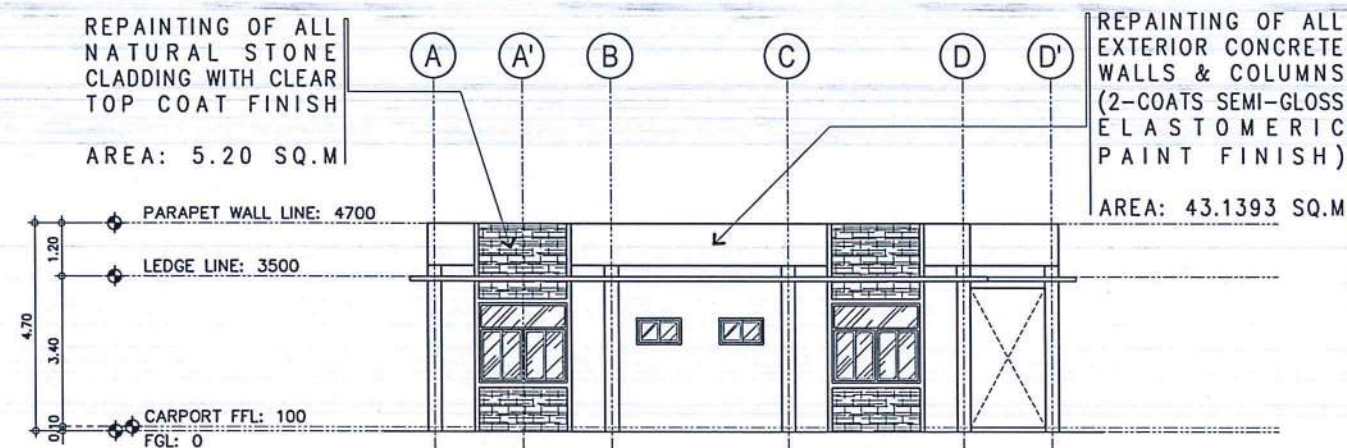 REPAINTING OF ALL
NATURAL STONE
CLADDING WITH CLEAR
TOP COAT FINISH
AREA: 5.20 SQ.M
A
A'
B
C
D
D'
REPAINTING OF ALL
EXTERIOR CONCRETE
WALLS & COLUMNS
(2-COATS SEMI-GLOSS
ELASTOMERIC
PAINT FINISH)
AREA: 43.1393 SQ.M
PARAPET WALL LINE: 4700
1.20
LEDGE LINE: 3500
4.70
3.40
CARPORT FFL: 100
0.10
FGL: 0